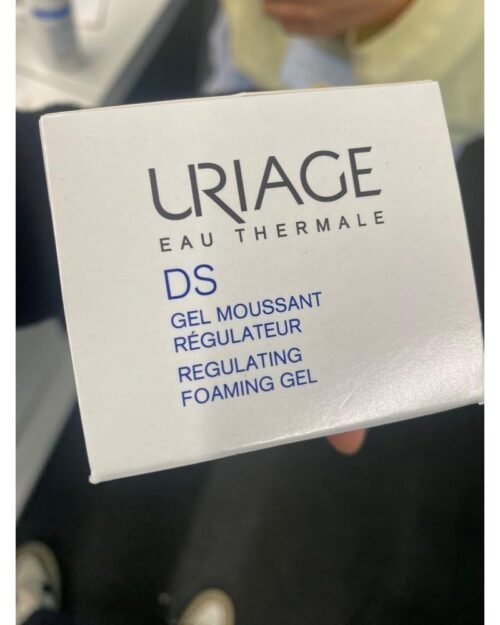 URIAGE
EAU THERMALE
DS
GEL MOUSSANT
RÉGULATEUR
REGULATING
FOAMING GEL